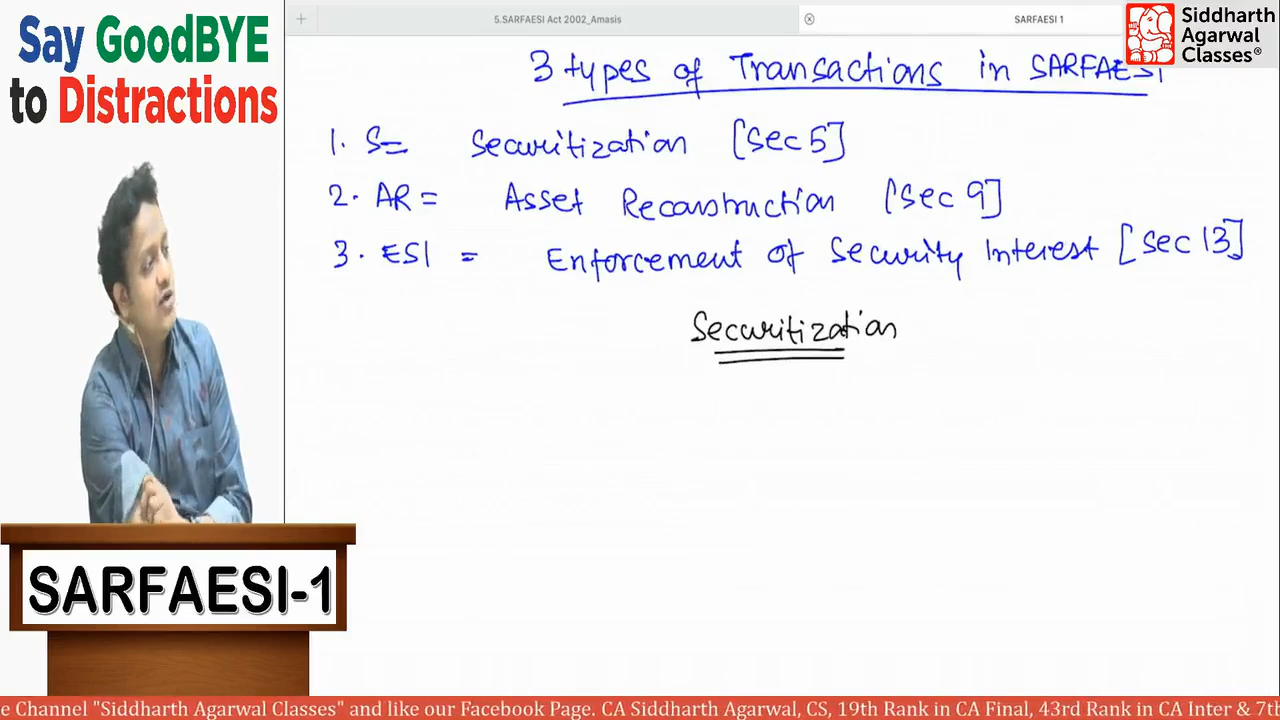 Say GoodBYE
to Distractions
5.SARFAESI Act 2002_Amasis
SARFAESI 1
Siddharth
Agarwal
Classes®
3 types of Transactions in SARFAESI
1. S= Securitization [Sec 5]
2. AR = Asset Reconstruction [Sec 9]
3. ESI = Enforcement of Security Interest [Sec 13]
Securitization
SARFAESI-1
e Channel "Siddharth Agarwal Classes" and like our Facebook Page. CA Siddharth Agarwal, CS, 19th Rank in CA Final, 43rd Rank in CA Inter & 7th